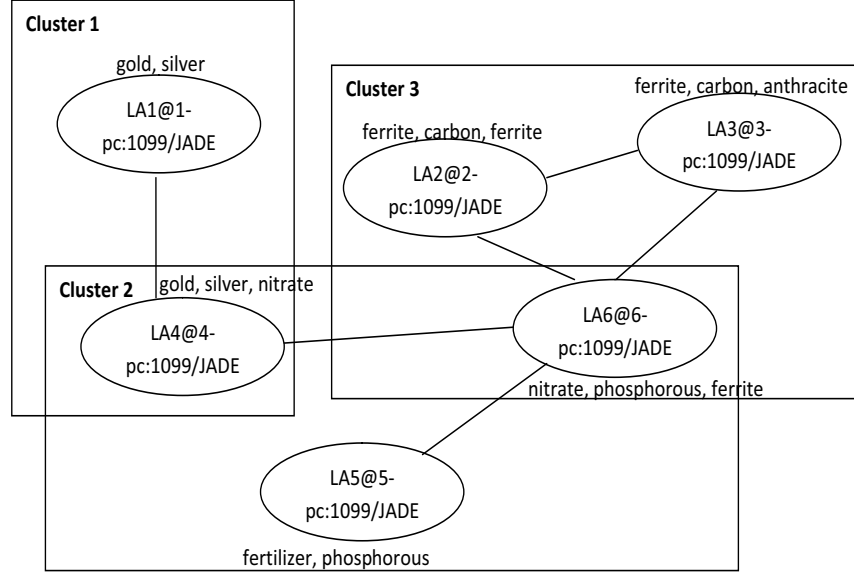 Cluster 1
gold, silver
LA1@1-
pc:1099/JADE
Cluster 3
ferrite, carbon, anthracite
LA3@3-
pc:1099/JADE
ferrite, carbon, ferrite
LA2@2-
pc:1099/JADE
Cluster 2
gold, silver, nitrate
LA4@4-
pc:1099/JADE
LA6@6-
pc:1099/JADE
nitrate, phosphorous, ferrite
LA5@5-
pc:1099/JADE
fertilizer, phosphorous